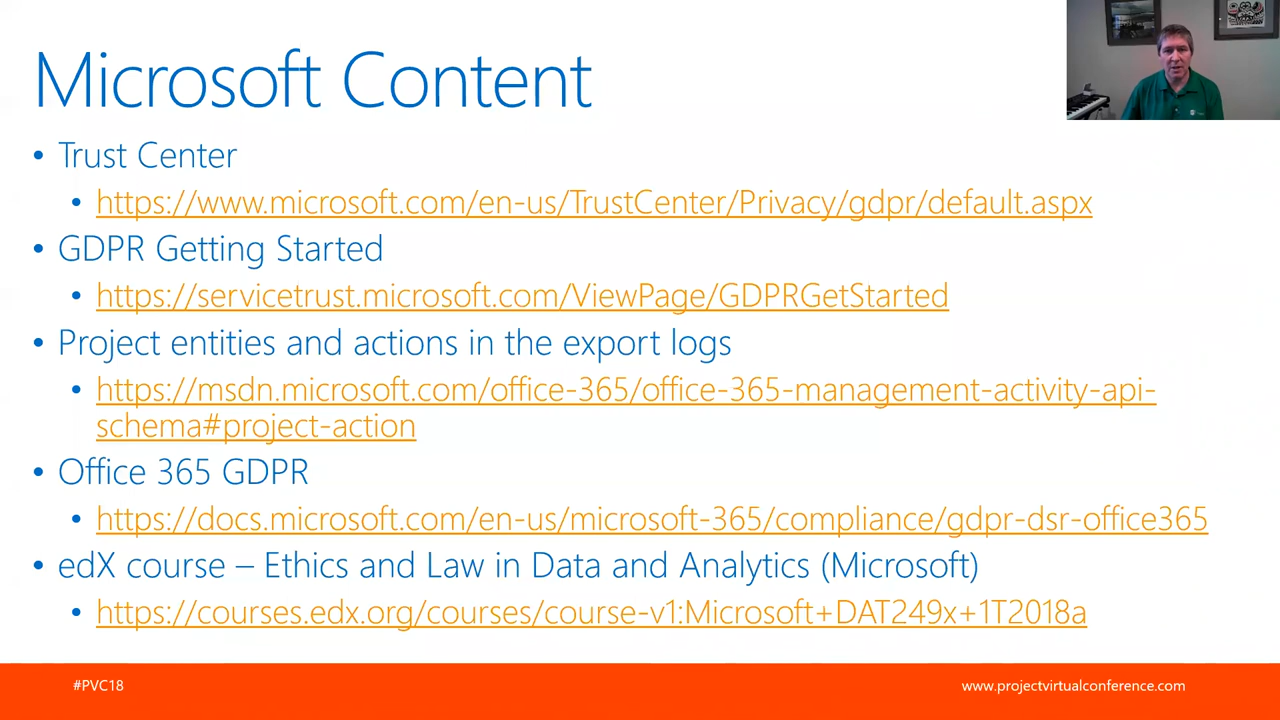 Microsoft Content
• Trust Center
• https://www.microsoft.com/en-us/TrustCenter/Privacy/gdpr/default.aspx
• GDPR Getting Started
• https://servicetrust.microsoft.com/ViewPage/GDPRGetStarted
• Project entities and actions in the export logs
• https://msdn.microsoft.com/office-365/office-365-management-activity-api-
schema#project-action
• Office 365 GDPR
• https://docs.microsoft.com/en-us/microsoft-365/compliance/gdpr-dsr-office365
• edX course – Ethics and Law in Data and Analytics (Microsoft)
• https://courses.edx.org/courses/course-v1:Microsoft+DAT249x+1T2018a
#PVC18
www.projectvirtualconference.com